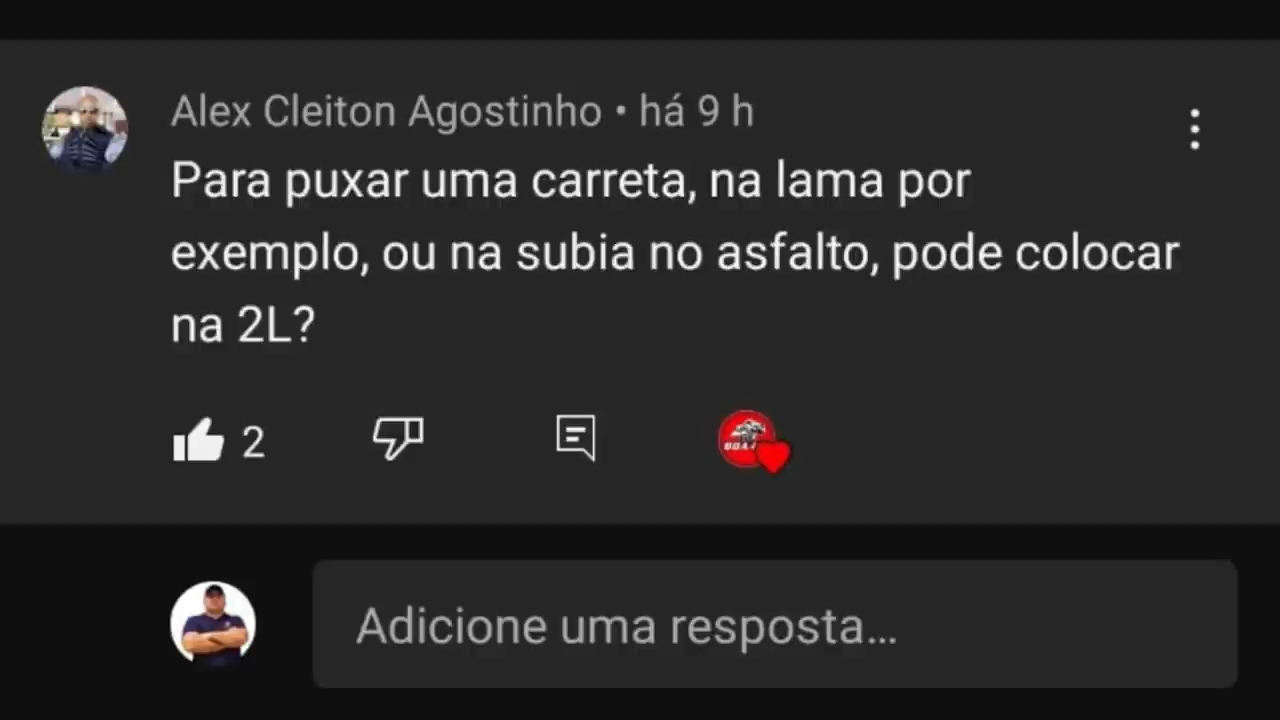 Alex Cleiton Agostinho • há 9 h
Para puxar uma carreta, na lama por
exemplo, ou na subia no asfalto, pode colocar
na 2L?
2
Adicione uma resposta...